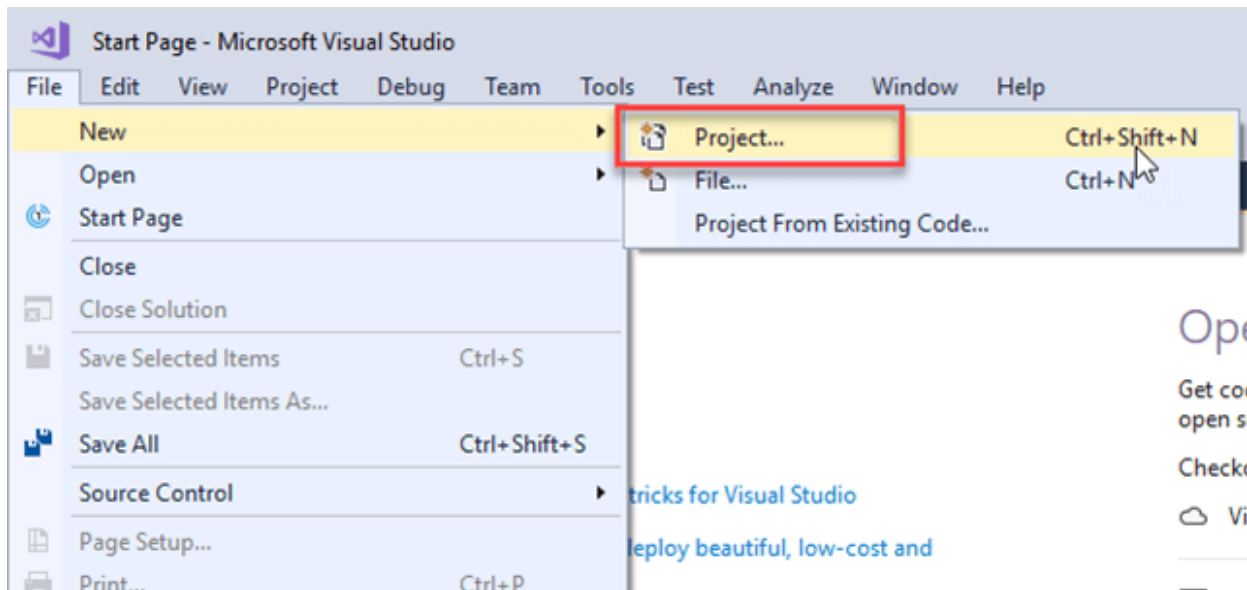 Start Page - Microsoft Visual Studio
File Edit View Project Debug Team Tools Test Analyze Window Help
New
Project... Ctrl+Shift+N
Open
File... Ctrl+N
Start Page
Project From Existing Code...
Close
Close Solution
Save Selected Items Ctrl+S
Save Selected Items As...
Get
open
Save All Ctrl+Shift+S
Source Control
tricks for Visual Studio
Page Setup...
beautiful, low-cost and
Print... Ctrl+P